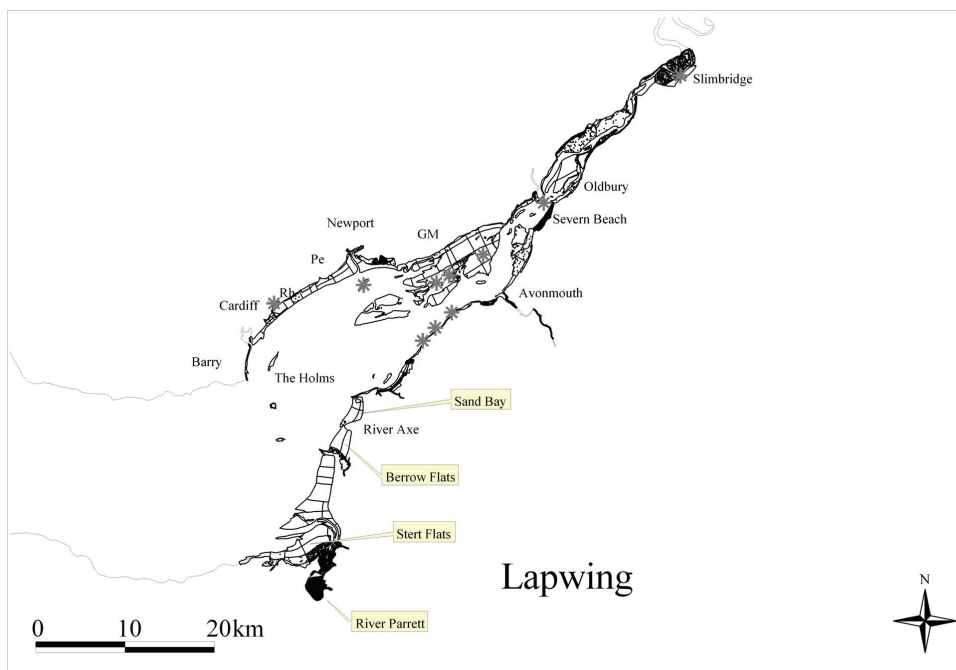 Slimbridge
Oldbury
Severn Beach
Newport
GM
Pe
Rh
Cardiff
Avonmouth
Barry
The Holms
Sand Bay
River Axe
Berrow Flats
Stert Flats
Lapwing
N
River Parrett
0 10 20km